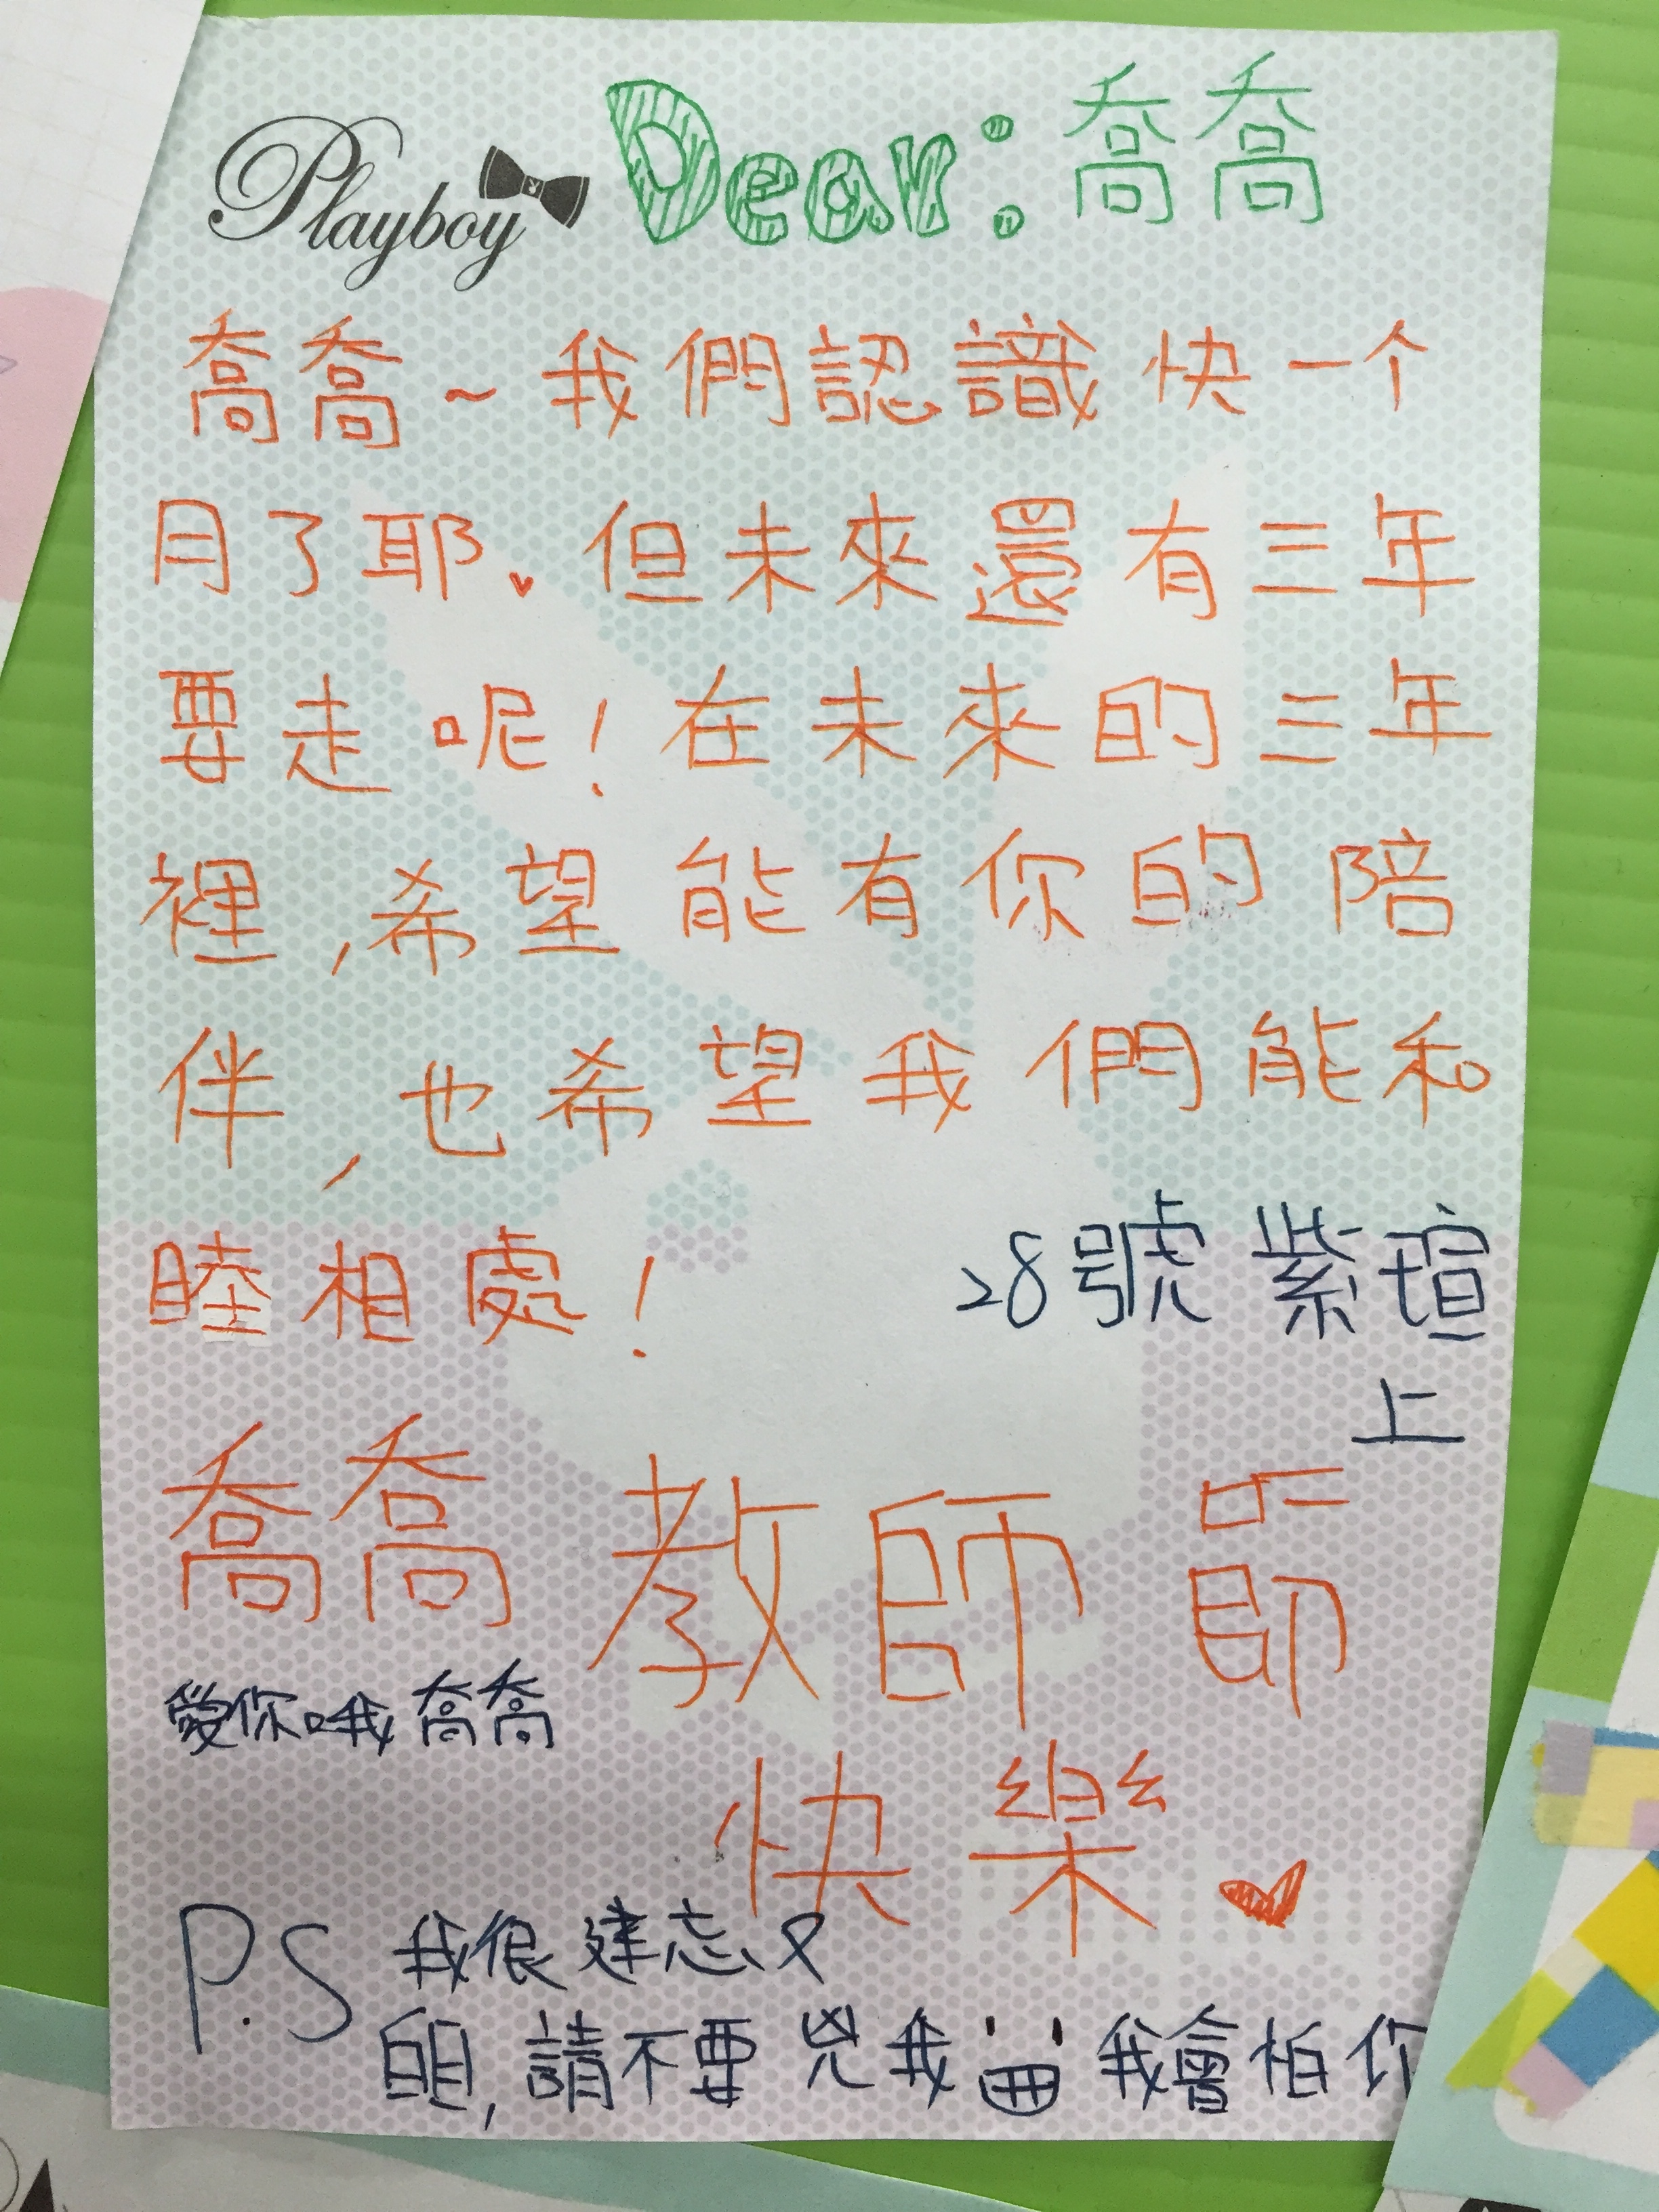 Playboy Dear:喬喬
喬喬~我們認識快一个
月了耶。但未來還有三年
要走呢!在未來的三年
裡,希望能有你的陪
伴,也希望我們能和
睦相處!
28號 紫瑄
上
喬喬 教師節
愛你哦喬喬
快樂
P.S 我很建忘又
白目,請不要兇我 我會怕你